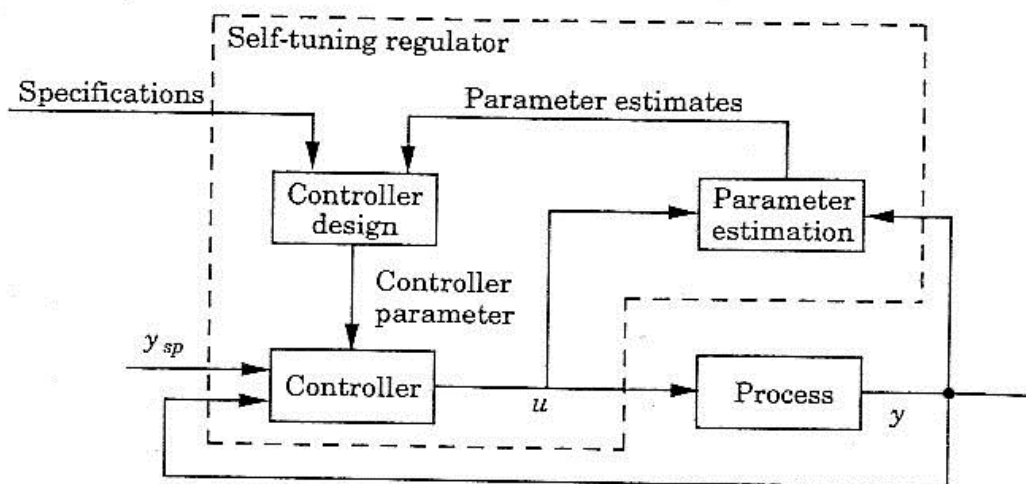 Self-tuning regulator
Specifications
Parameter estimates
Controller
design
Parameter
estimation
Controller
parameter
y sp
Controller
u
Process
y